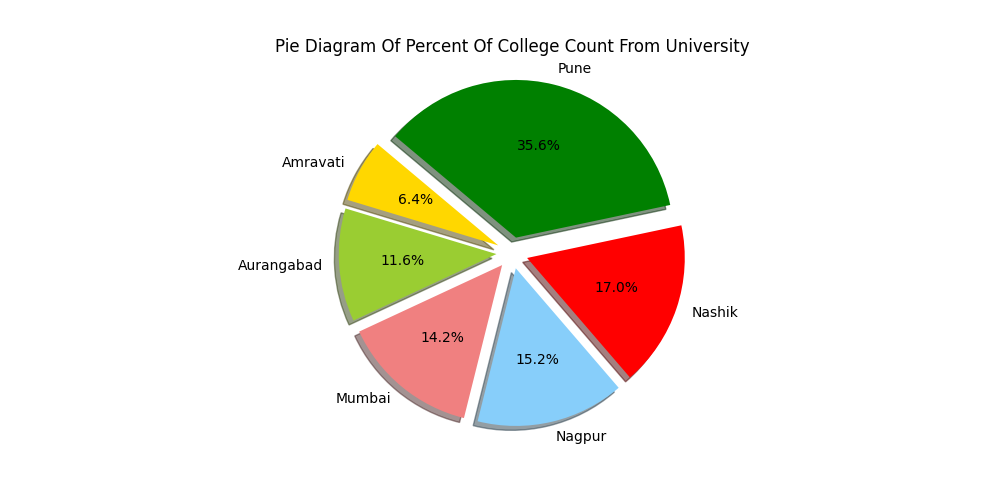 Pie Diagram Of Percent Of College Count From University
Pune
35.6%
Amravati
6.4%
Aurangabad
11.6%
Mumbai
14.2%
Nagpur
15.2%
Nashik
17.0%